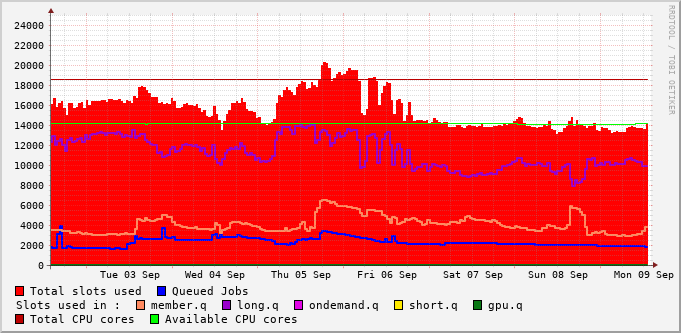 RRDTOOL / TOBI OETIKER
24000
22000
20000
18000
16000
14000
12000
10000
8000
6000
4000
2000
0
Tue 03 Sep Wed 04 Sep Thu 05 Sep Fri 06 Sep Sat 07 Sep Sun 08 Sep Mon 09 Sep
Total slots used Queued Jobs
Slots used in : member.q long.q ondemand.q short.q gpu.q
Total CPU cores Available CPU cores